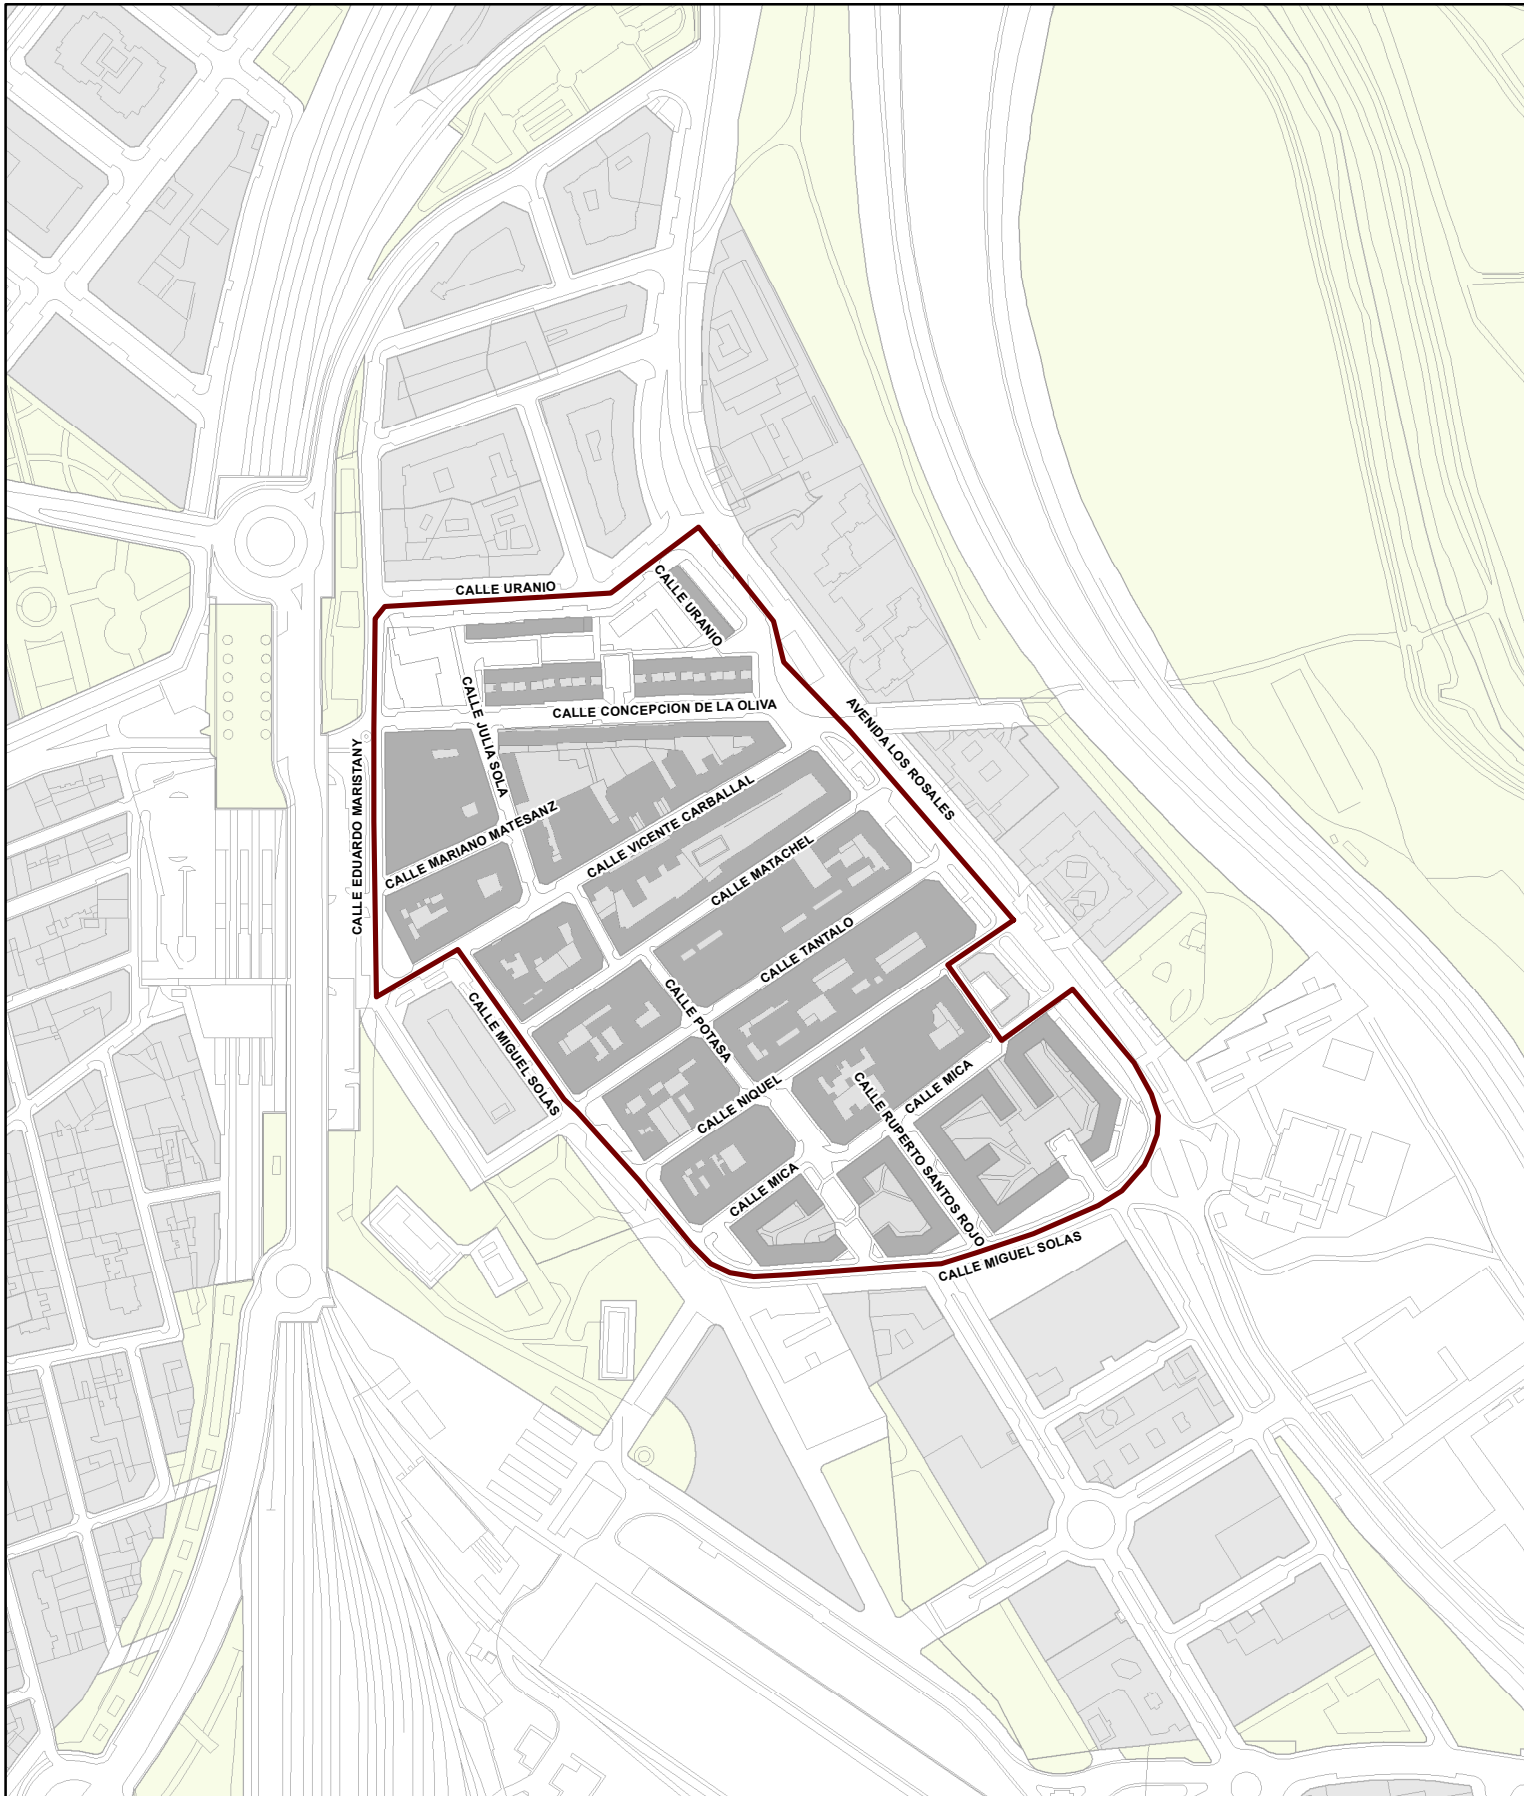 CALLE URANIO
CALLE URANIO
CALLE JULIA SOLA
CALLE CONCEPCION DE LA OLIVA
AVENIDA LOS ROSALES
CALLE EDUARDO MARISTANY
CALLE MARIANO MATESANZ
CALLE VICENTE CARBALLAL
CALLE MATACHEL
CALLE TANTALO
CALLE MIGUEL SOLAS
CALLE POTASA
CALLE NIQUEL
CALLE MICA
CALLE RUPERTO SANTOS ROJO
CALLE MICA
CALLE MIGUEL SOLAS